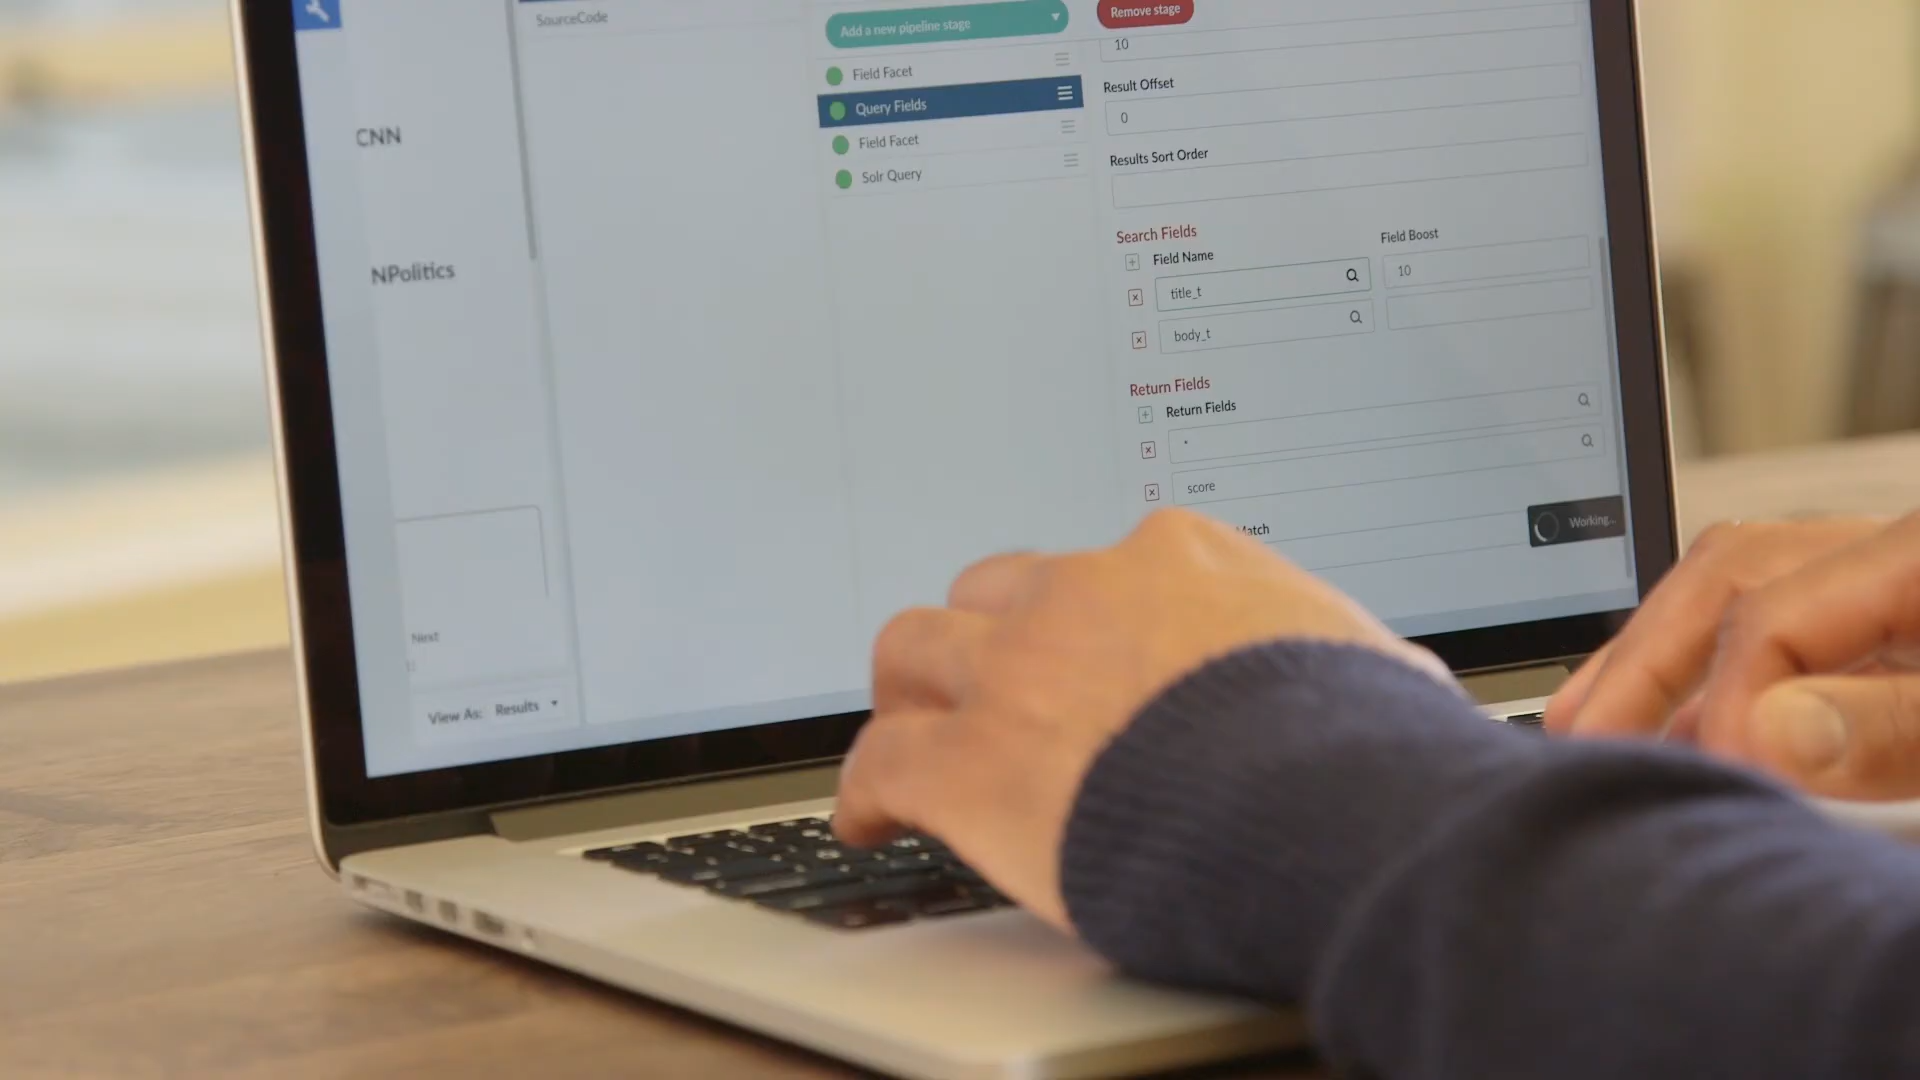 SourceCode
CNN
NPolitics
Next
View As: Results
Add a new pipeline stage
Field Facet
Query Fields
Field Facet
Solr Query
Remove stage
10
Result Offset
0
Results Sort Order
Search Fields
Field Name
Field Boost
title_t
10
body_t
Return Fields
Return Fields
*
score
Match
Working...